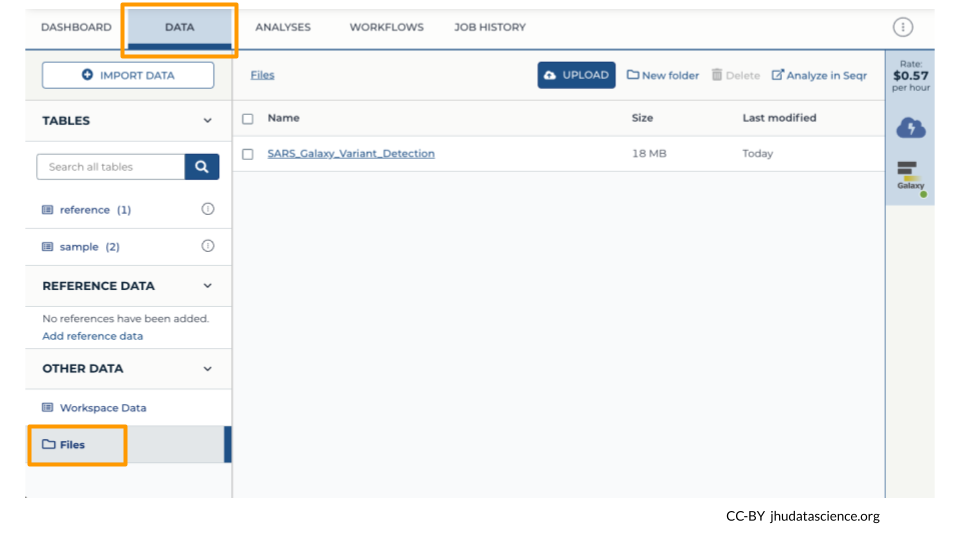 DASHBOARD DATA ANALYSES WORKFLOWS JOB HISTORY
IMPORT DATA
Files
UPLOAD New folder Delete Analyze in Seqr
Rate:
$0.57
per hour
TABLES
Name Size Last modified
Search all tables
SARS_Galaxy_Variant_Detection 18 MB Today
Galaxy
reference (1)
sample (2)
REFERENCE DATA
No references have been added.
Add reference data
OTHER DATA
Workspace Data
Files
CC-BY jhudatascience.org